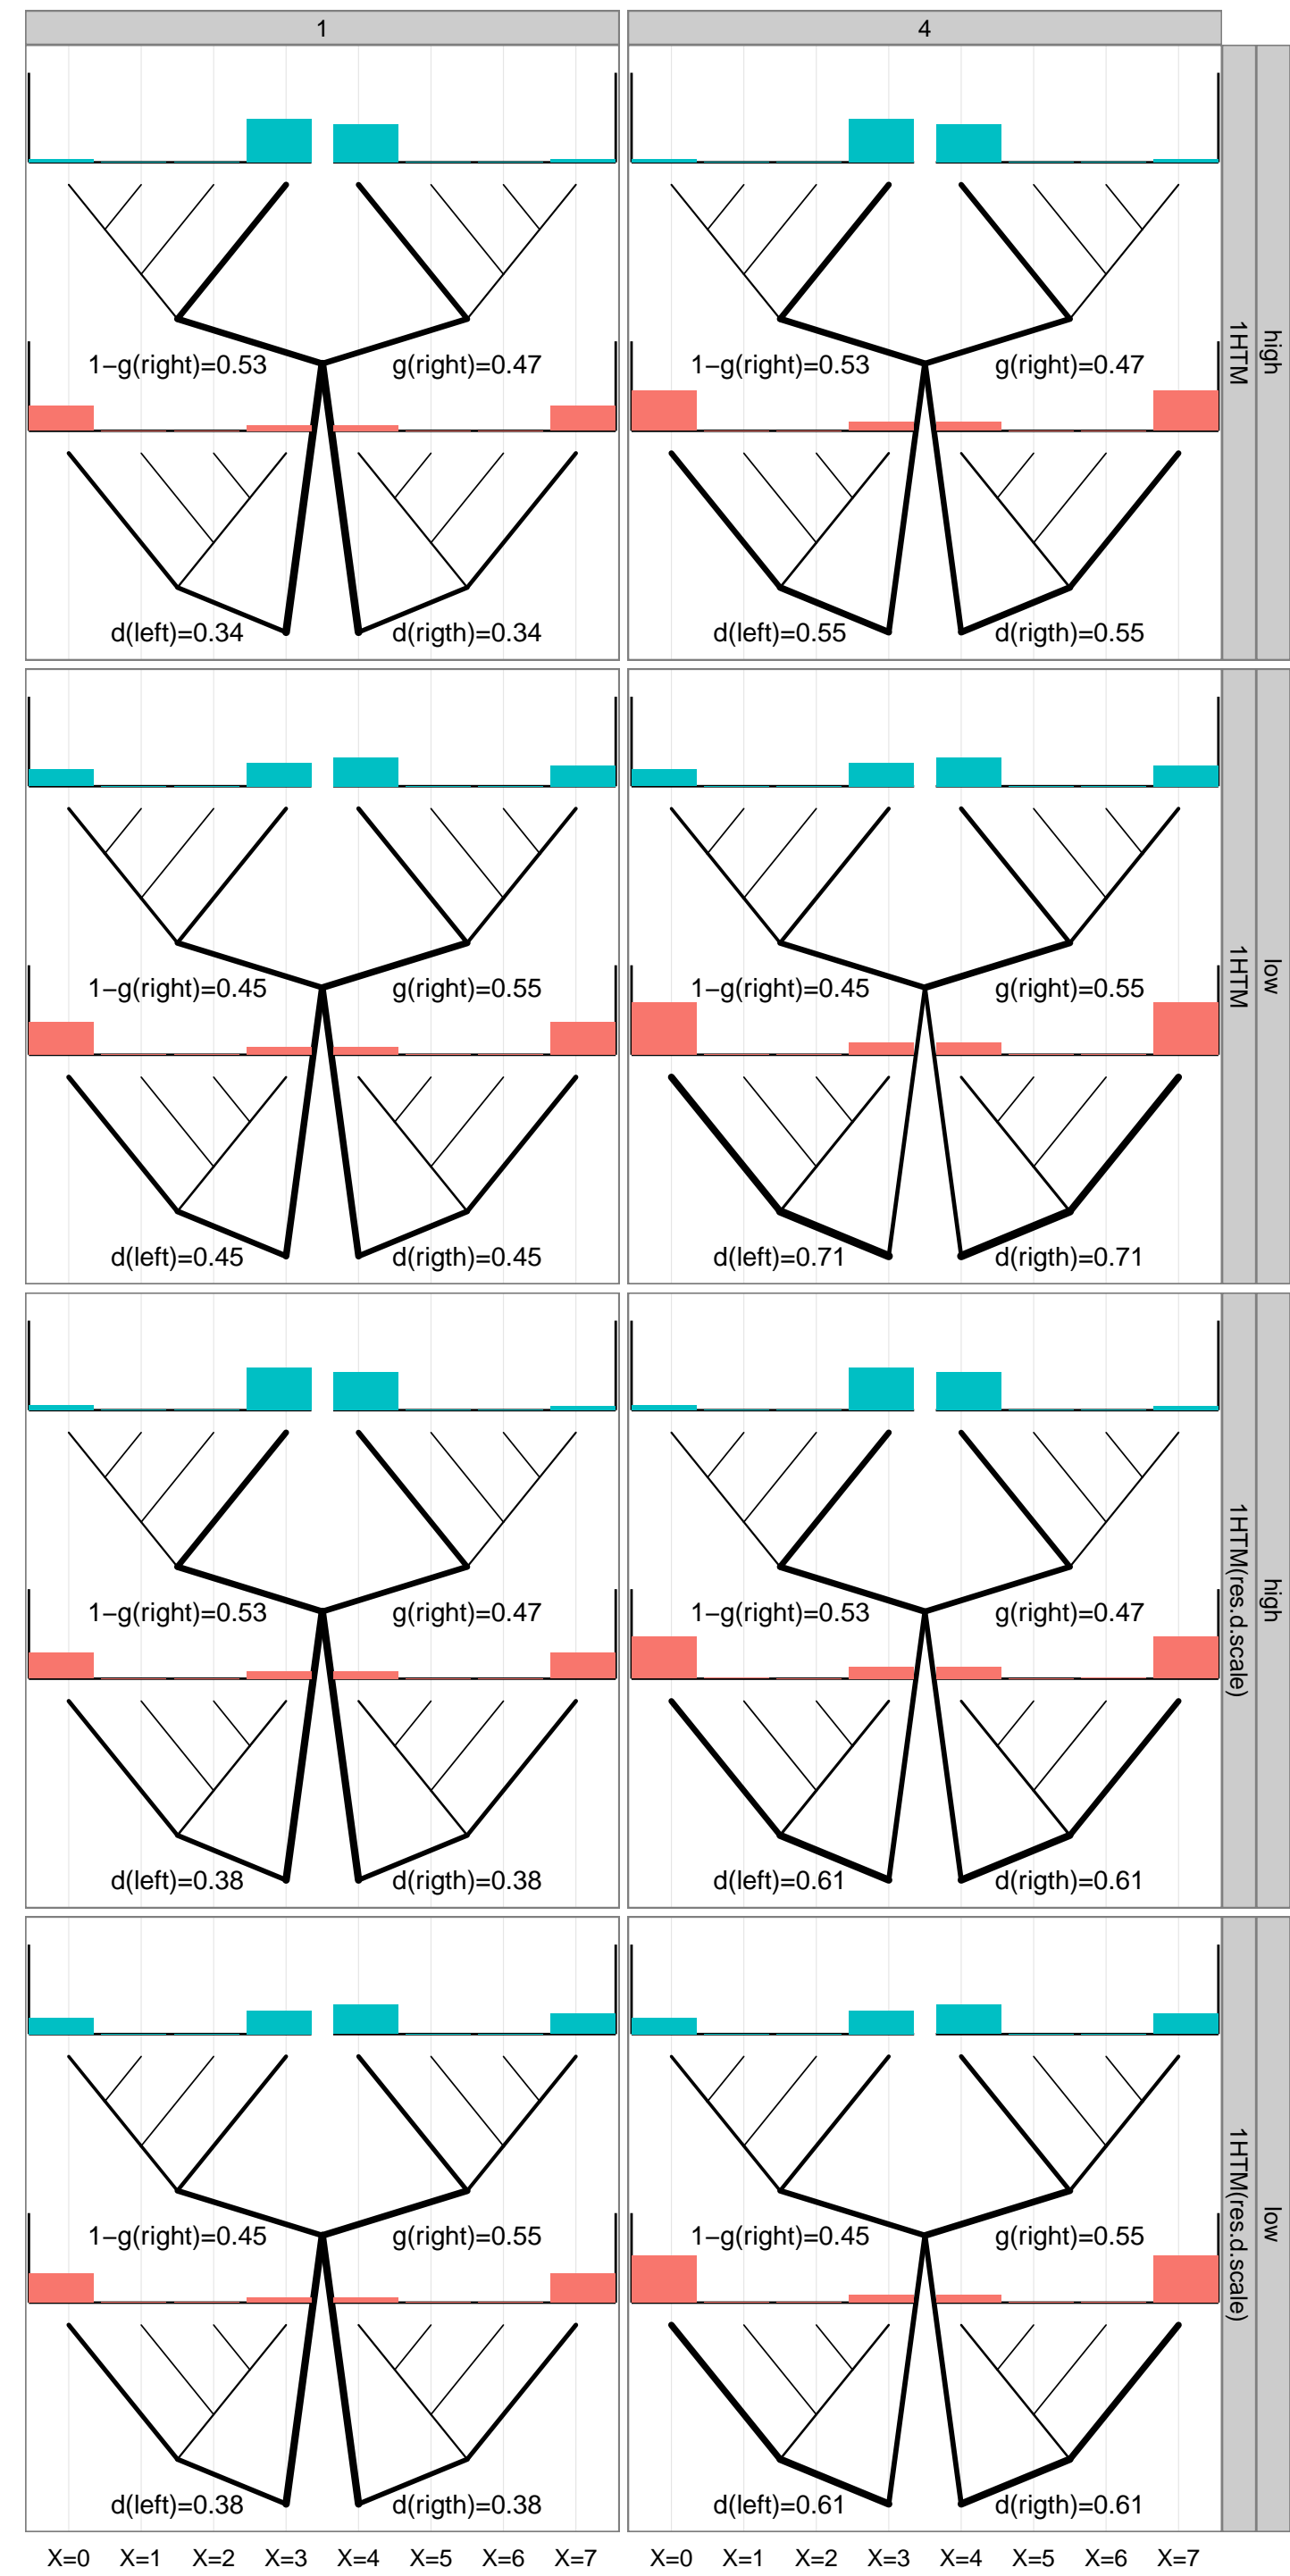 1 4
1−g(right)=0.53 g(right)=0.47 1−g(right)=0.53 g(right)=0.47
d(left)=0.34 d(rigth)=0.34 d(left)=0.55 d(rigth)=0.55
1HTM
high
1−g(right)=0.45 g(right)=0.55 1−g(right)=0.45 g(right)=0.55
d(left)=0.45 d(rigth)=0.45 d(left)=0.71 d(rigth)=0.71
1HTM
low
1−g(right)=0.53 g(right)=0.47 1−g(right)=0.53 g(right)=0.47
d(left)=0.38 d(rigth)=0.38 d(left)=0.61 d(rigth)=0.61
1HTM(res.d.scale)
high
1−g(right)=0.45 g(right)=0.55 1−g(right)=0.45 g(right)=0.55
d(left)=0.38 d(rigth)=0.38 d(left)=0.61 d(rigth)=0.61
1HTM(res.d.scale)
low
X=0 X=1 X=2 X=3 X=4 X=5 X=6 X=7 X=0 X=1 X=2 X=3 X=4 X=5 X=6 X=7